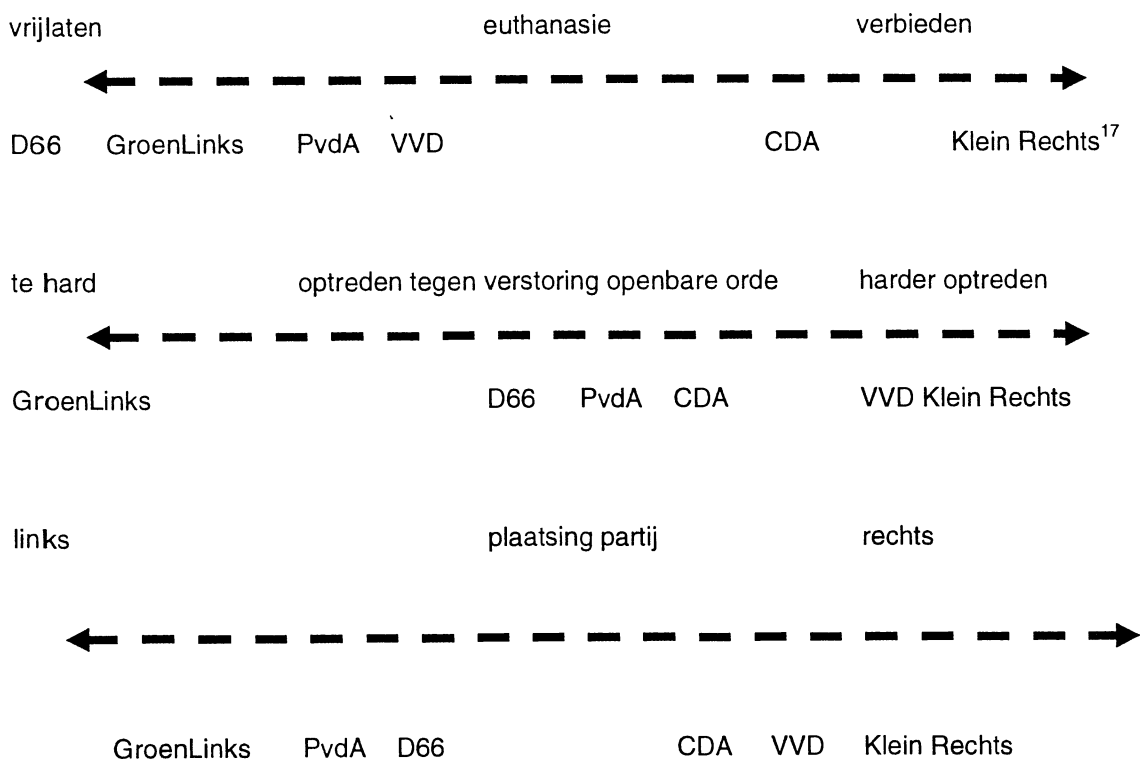 vrijlaten euthanasie verbieden
D66 GroenLinks PvdA VVD CDA Klein Rechts17
te hard optreden tegen verstoring openbare orde harder optreden
GroenLinks D66 PvdA CDA VVD Klein Rechts
links plaatsing partij rechts
GroenLinks PvdA D66 CDA VVD Klein Rechts